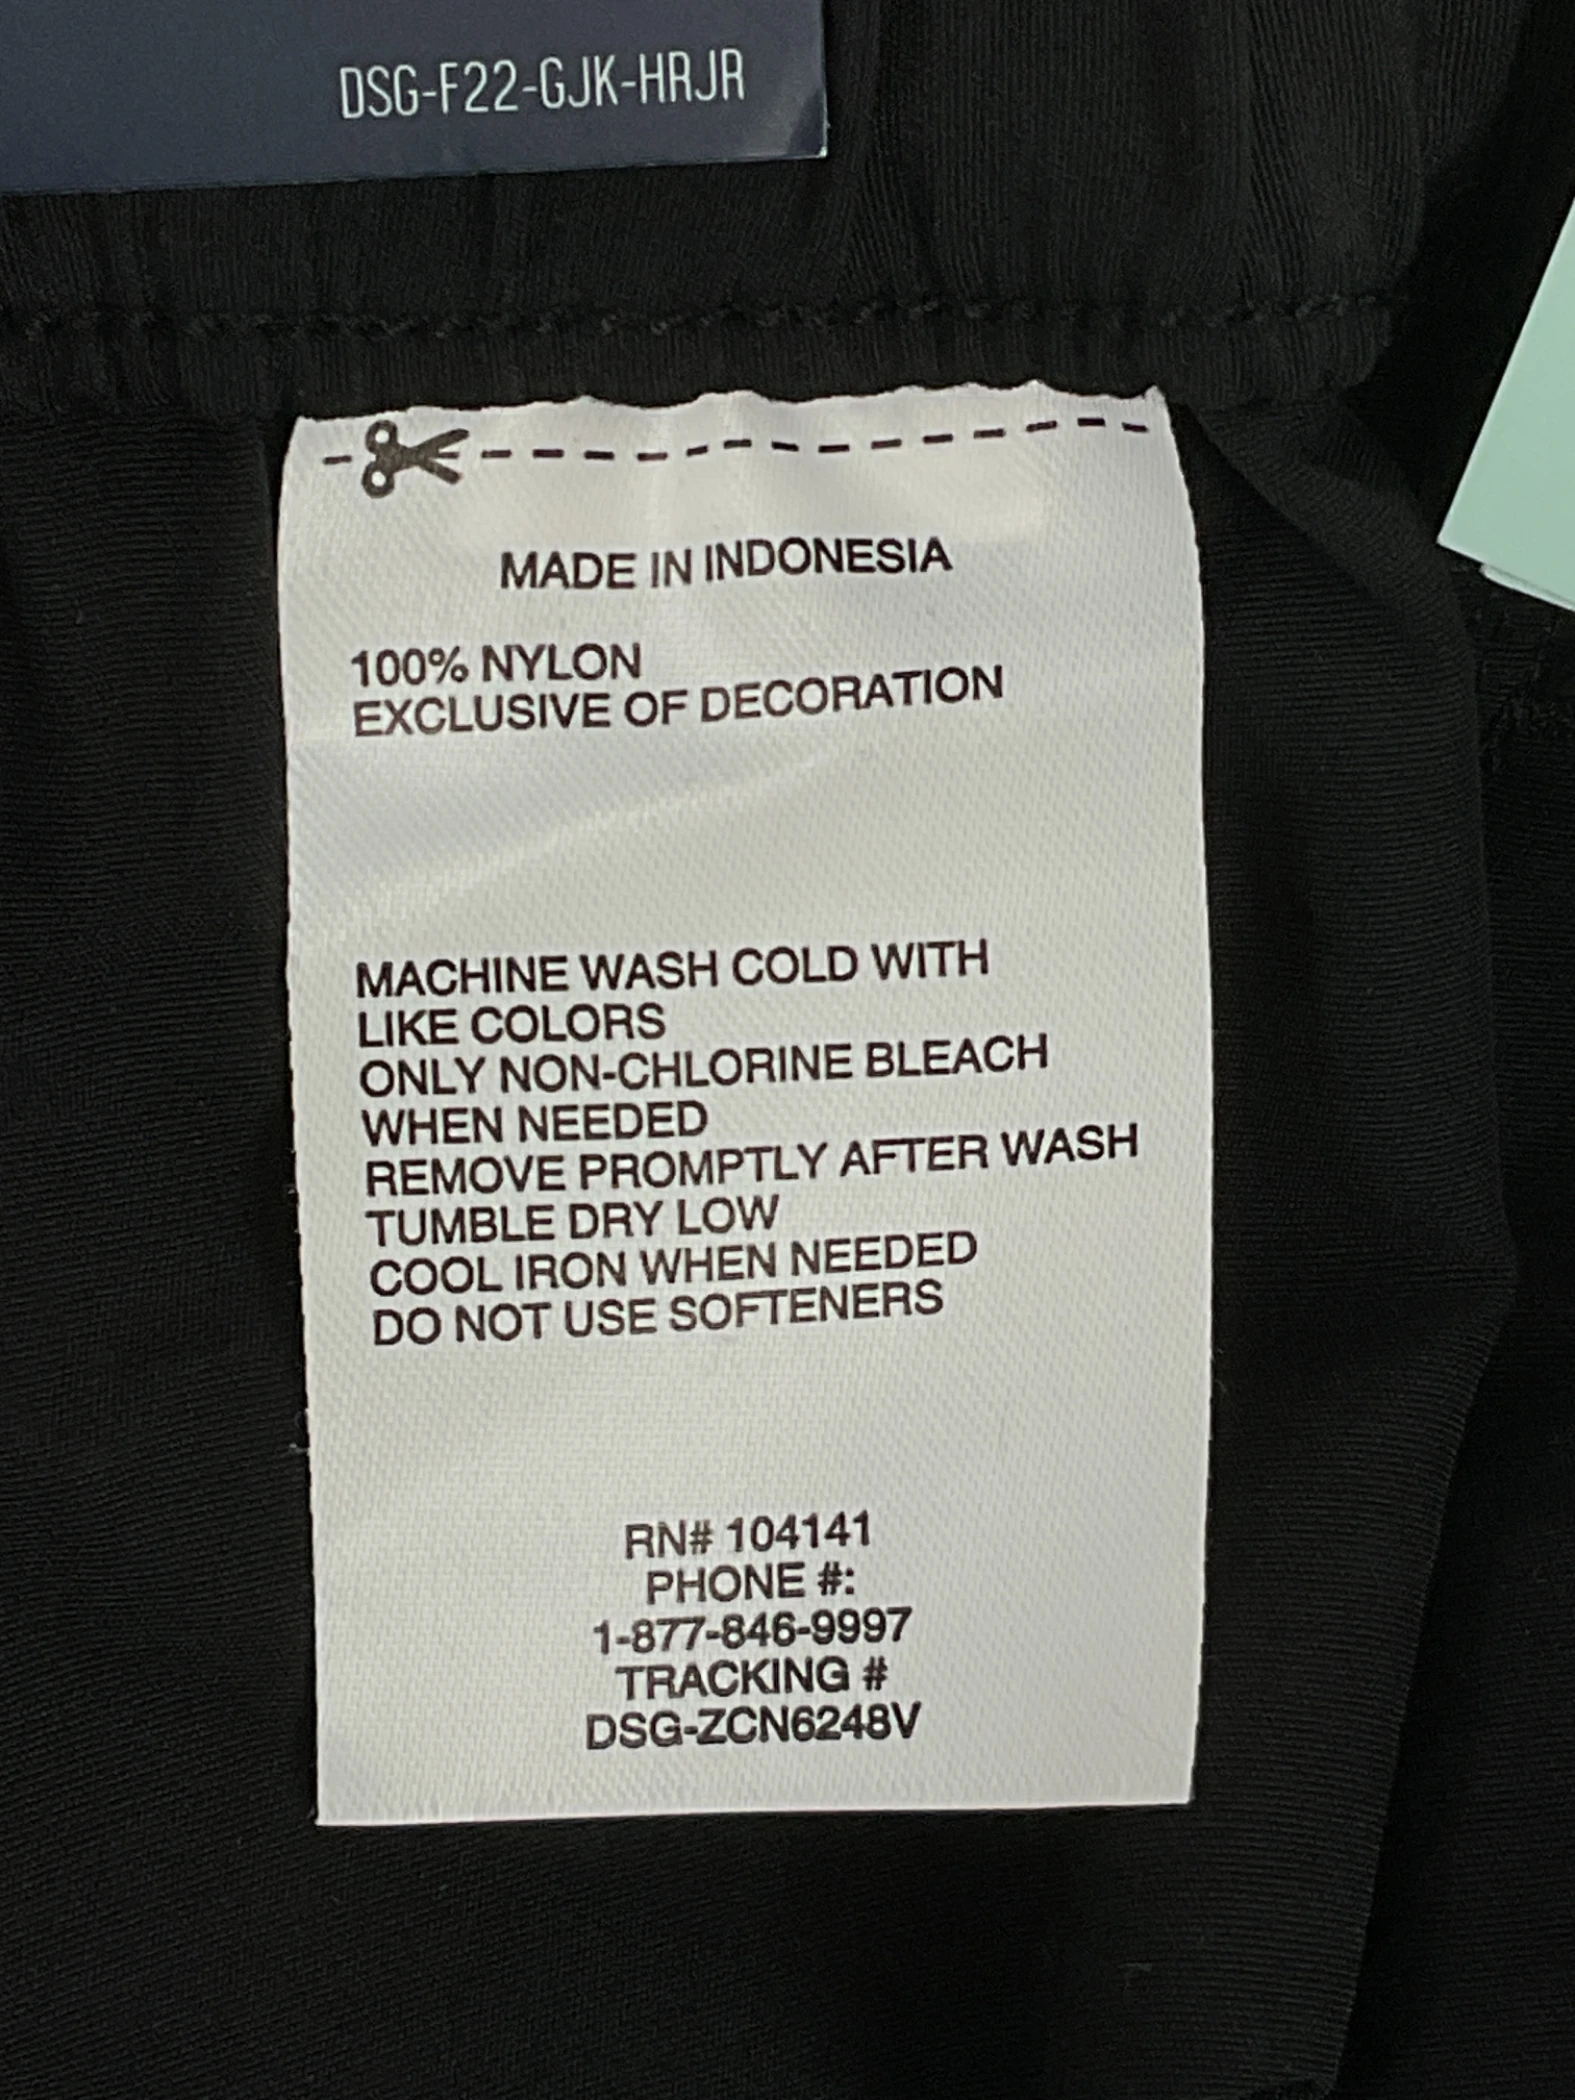 DSG-F22-GJK-HRJR
MADE IN INDONESIA
100% NYLON
EXCLUSIVE OF DECORATION
MACHINE WASH COLD WITH
LIKE COLORS
ONLY NON-CHLORINE BLEACH
WHEN NEEDED
REMOVE PROMPTLY AFTER WASH
TUMBLE DRY LOW
COOL IRON WHEN NEEDED
DO NOT USE SOFTENERS
RN# 104141
PHONE #:
1-877-846-9997
TRACKING #
DSG-ZCN6248V